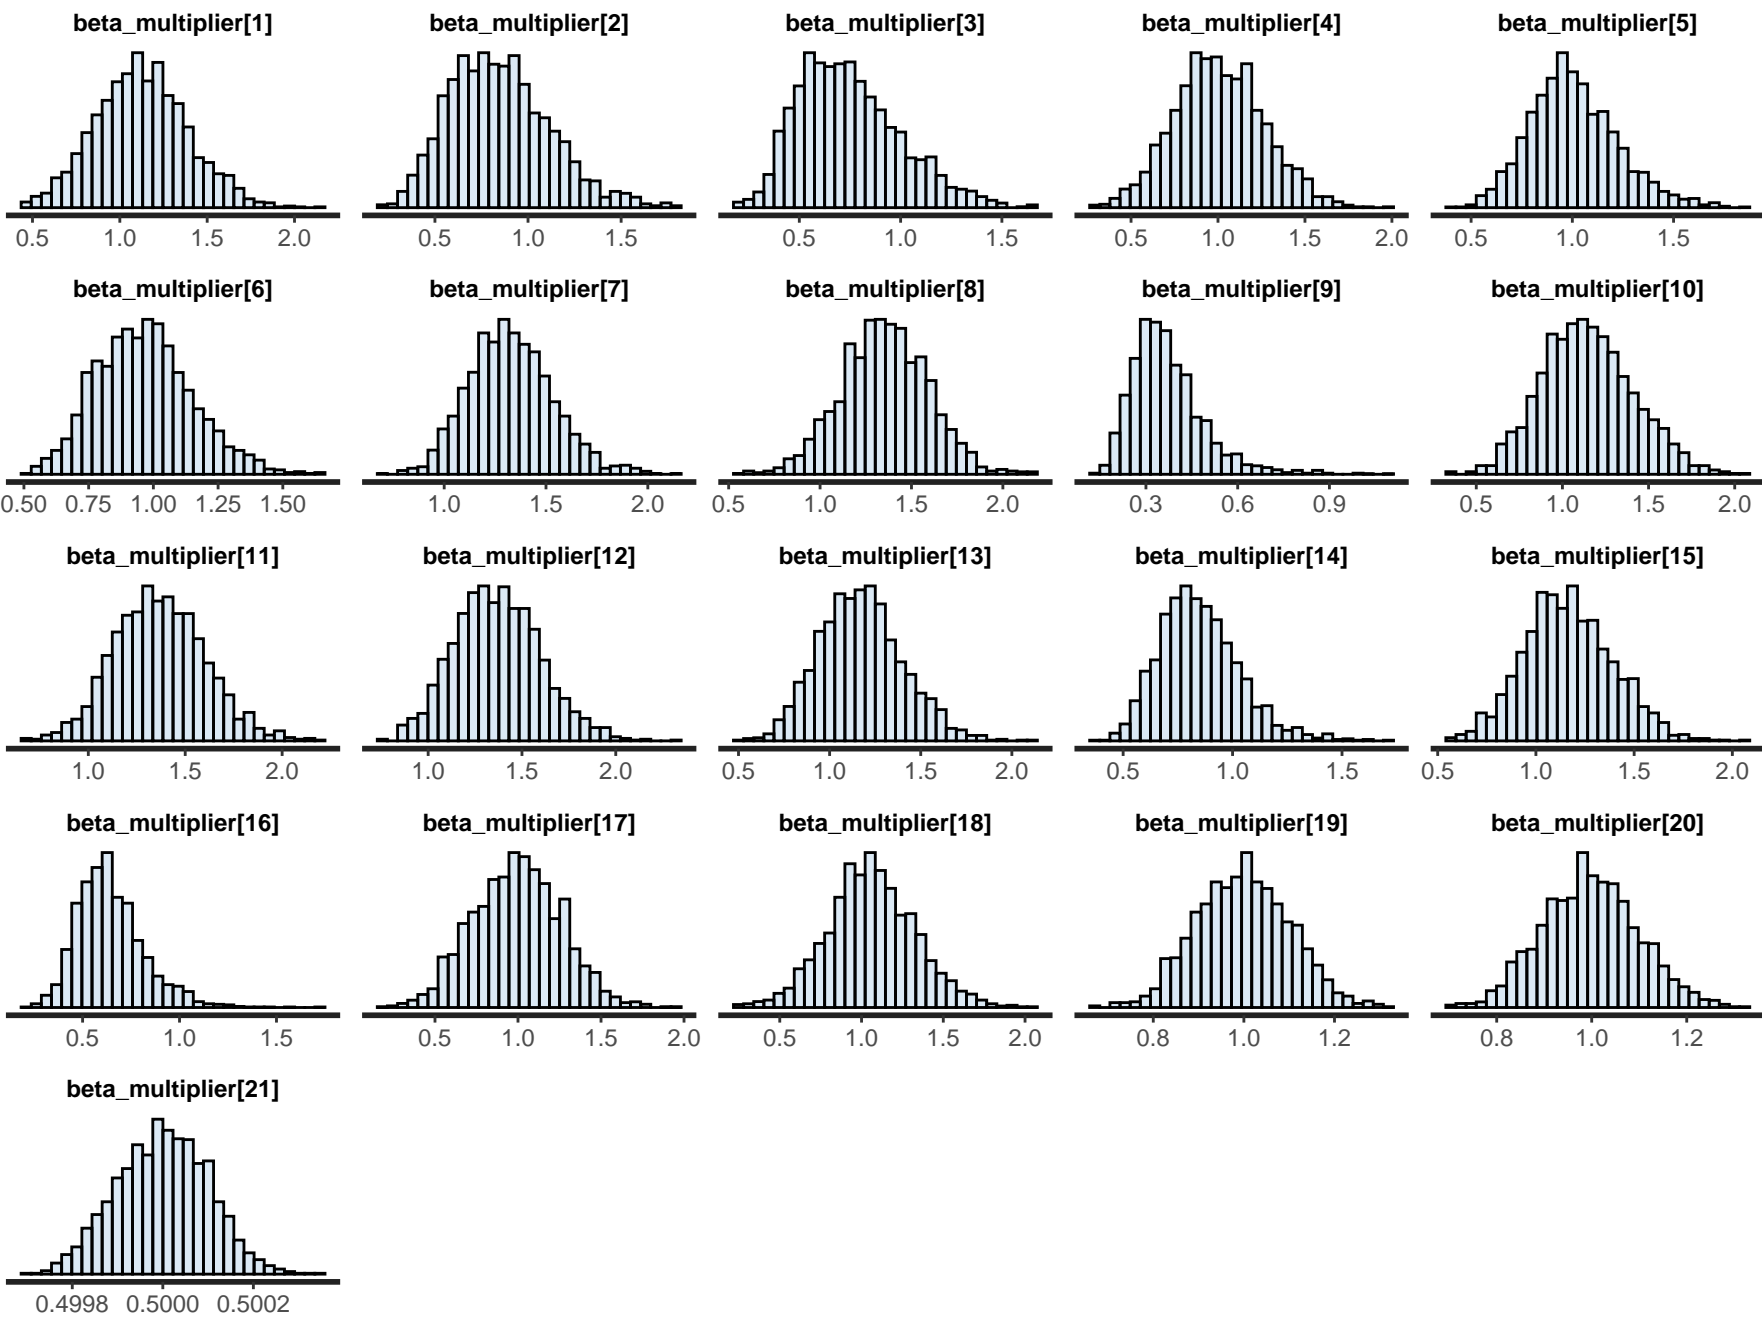 beta_multiplier[1] beta_multiplier[2] beta_multiplier[3] beta_multiplier[4] beta_multiplier[5]
0.5 1.0 1.5 2.0 0.5 1.0 1.5 0.5 1.0 1.5 0.5 1.0 1.5 2.0 0.5 1.0 1.5
beta_multiplier[6] beta_multiplier[7] beta_multiplier[8] beta_multiplier[9] beta_multiplier[10]
0.50 0.75 1.00 1.25 1.50 1.0 1.5 2.0 0.5 1.0 1.5 2.0 0.3 0.6 0.9 0.5 1.0 1.5 2.0
beta_multiplier[11] beta_multiplier[12] beta_multiplier[13] beta_multiplier[14] beta_multiplier[15]
1.0 1.5 2.0 1.0 1.5 2.0 0.5 1.0 1.5 2.0 0.5 1.0 1.5 0.5 1.0 1.5 2.0
beta_multiplier[16] beta_multiplier[17] beta_multiplier[18] beta_multiplier[19] beta_multiplier[20]
0.5 1.0 1.5 0.5 1.0 1.5 2.0 0.5 1.0 1.5 2.0 0.8 1.0 1.2 0.8 1.0 1.2
beta_multiplier[21]
0.4998 0.5000 0.5002